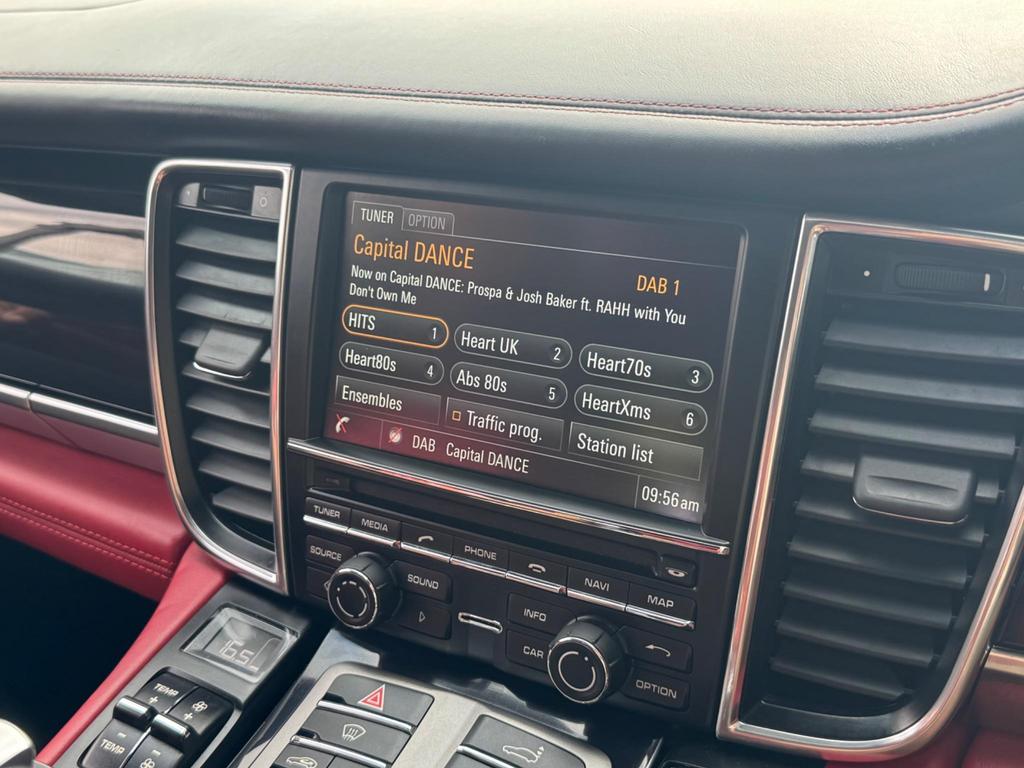 TUNER OPTION
Capital DANCE
DAB 1
Now on Capital DANCE: Prospa & Josh Baker ft. RAHH with You
Don't Own Me
HITS 1
Heart UK 2
Heart70s 3
Heart80s 4
Abs 80s 5
HeartXms 6
Ensembles
Traffic prog.
Station list
DAB Capital DANCE
09:56 am
TUNER
MEDIA
PHONE
NAVI
MAP
SOURCE
SOUND
INFO
CAR
OPTION
16.5
TEMP
+
+
TEMP